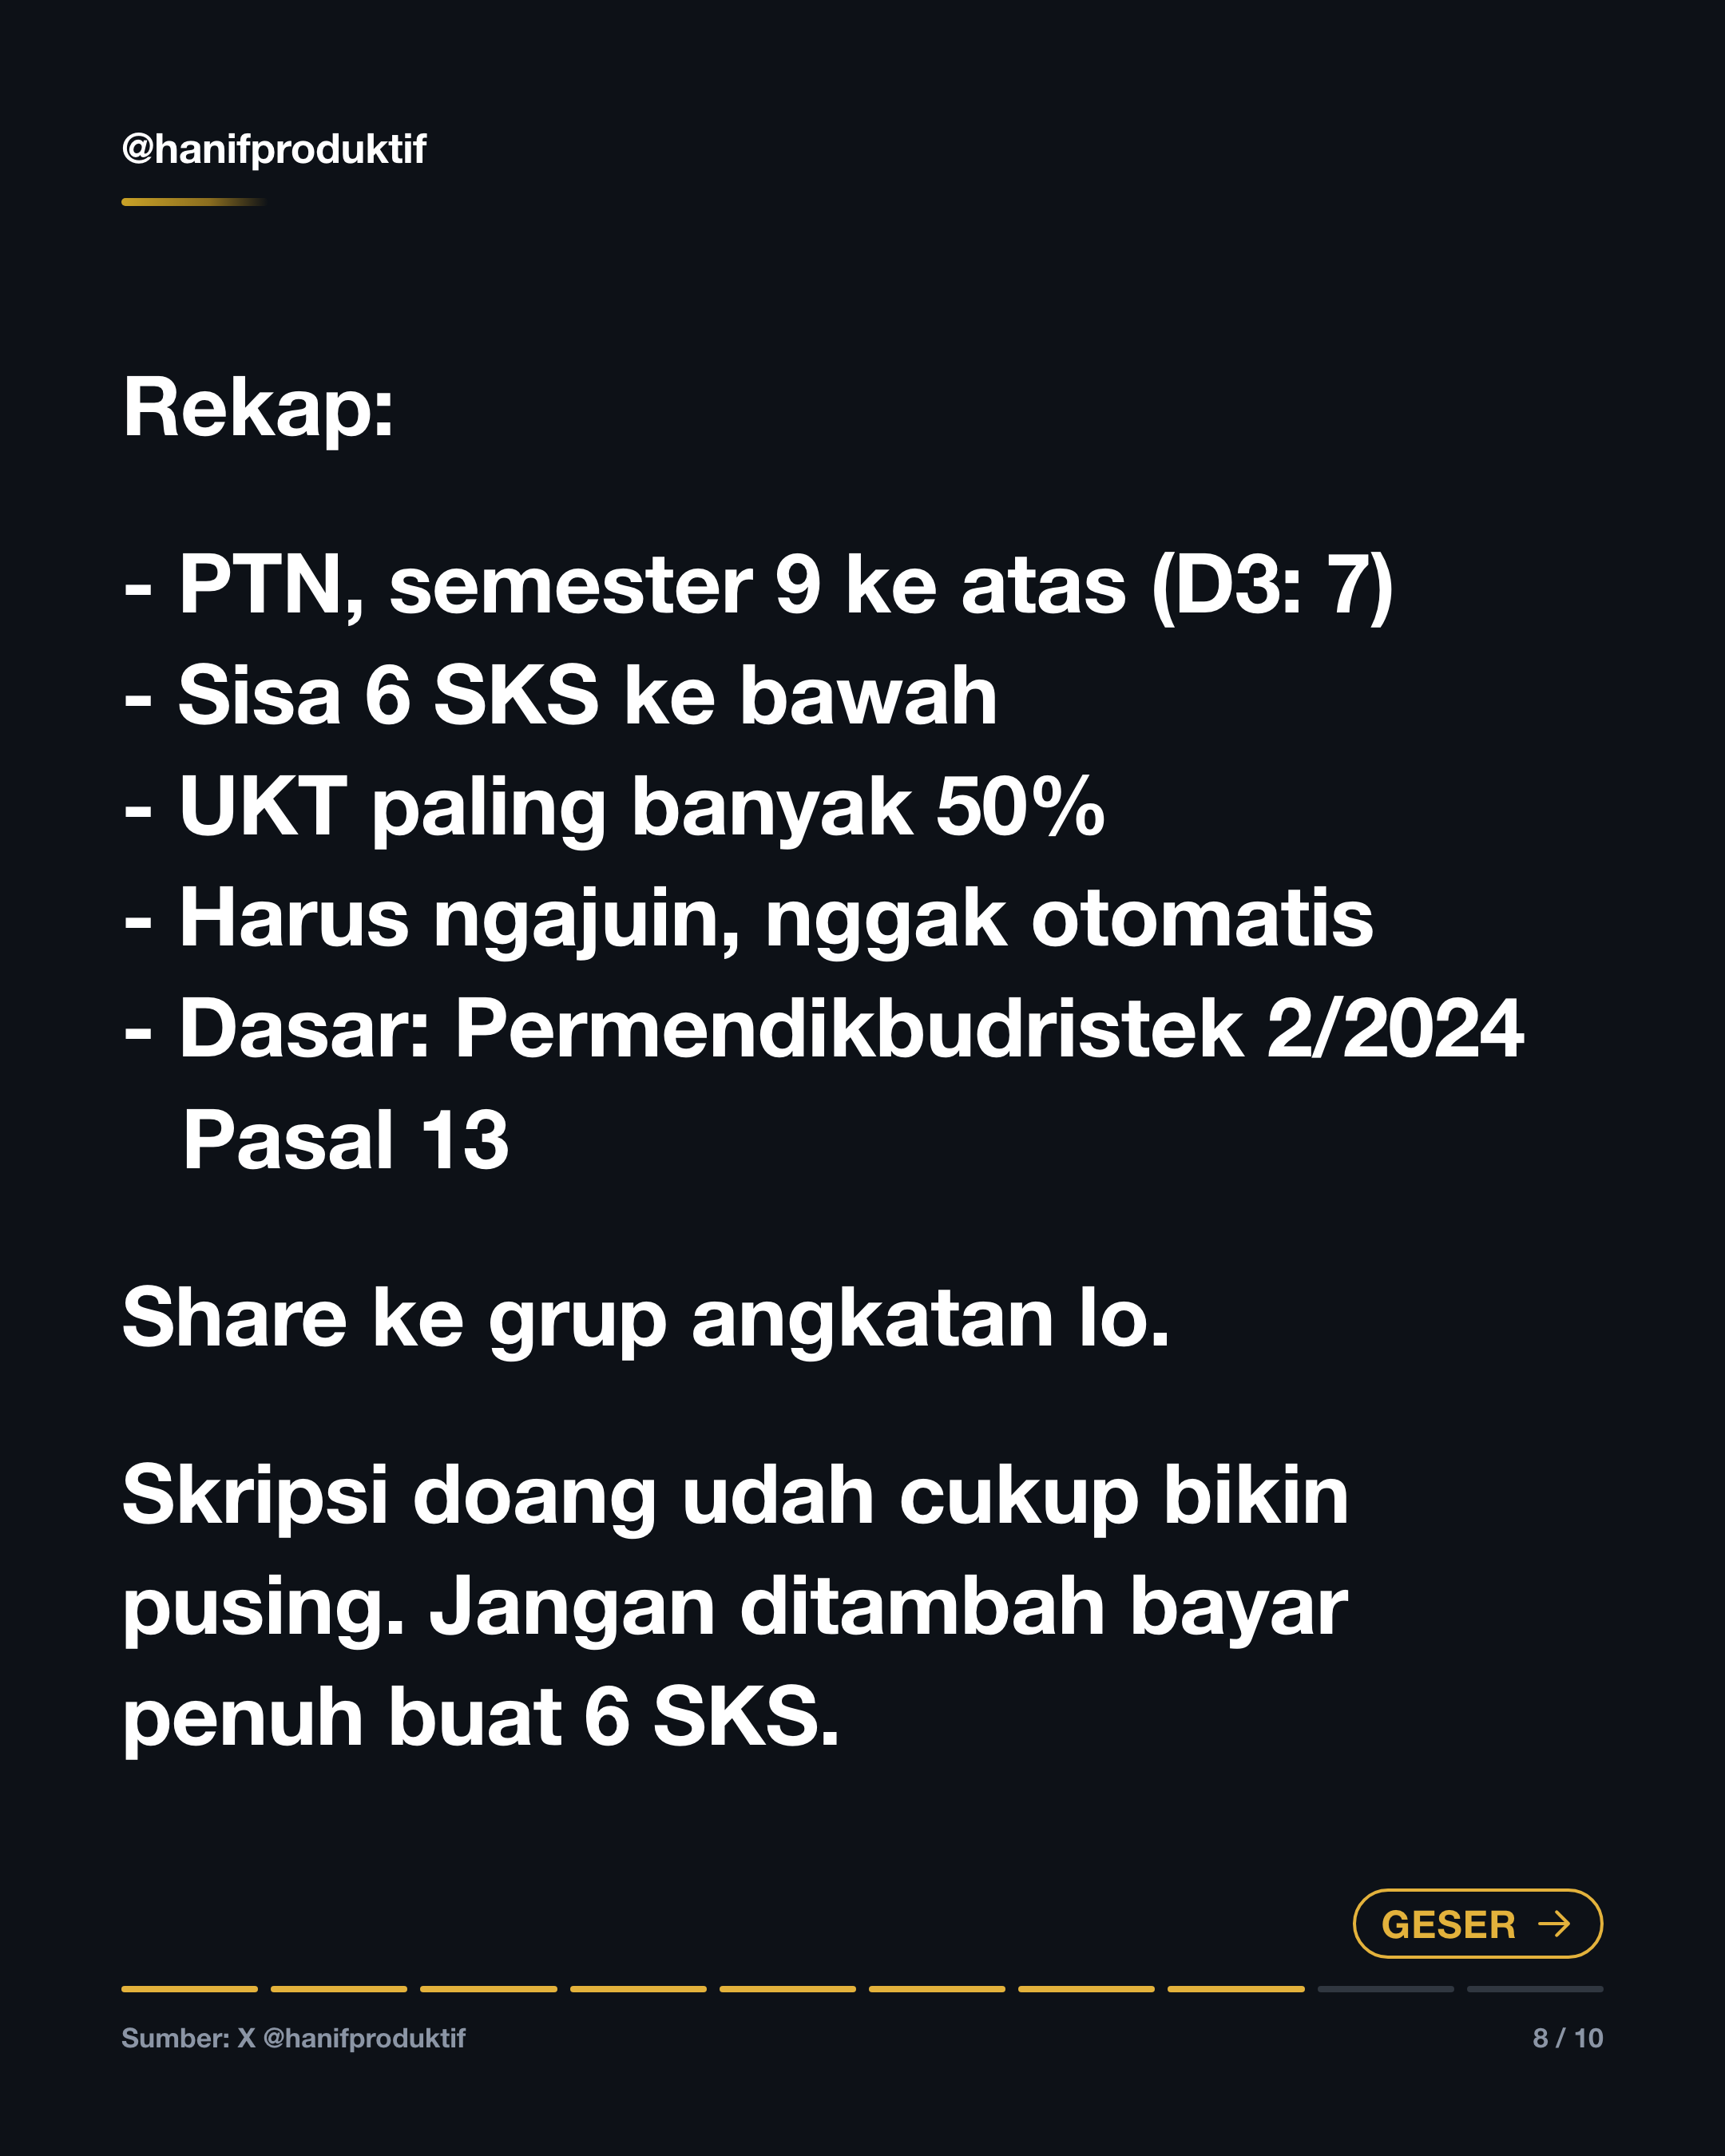 @hanifproduktif
Rekap:
- PTN, semester 9 ke atas (D3: 7)
- Sisa 6 SKS ke bawah
- UKT paling banyak 50%
- Harus ngajuin, nggak otomatis
- Dasar: Permendikbudristek 2/2024
Pasal 13
Share ke grup angkatan lo.
Skripsi doang udah cukup bikin
pusing. Jangan ditambah bayar
penuh buat 6 SKS.
GESER →
Sumber: X @hanifproduktif
8 / 10